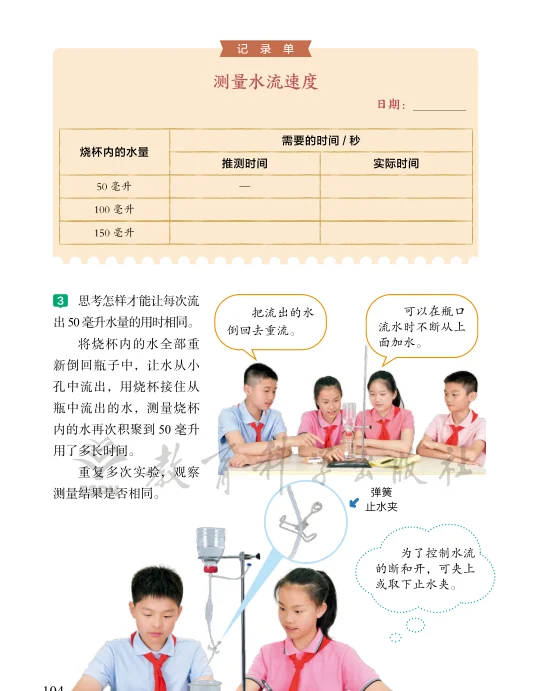 记录单
测量水流速度
日期：
烧杯内的水量
需要的时间 / 秒
推测时间
实际时间
50 毫升
—
100 毫升
150 毫升
3 思考怎样才能让每次流
出 50 毫升水量的用时相同。
将烧杯内的水全部重
新倒回瓶子中，让水从小
孔中流出，用烧杯接住从
瓶中流出的水，测量烧杯
内的水再次积聚到 50 毫升
用了多长时间。
重复多次实验，观察
测量结果是否相同。
把流出的水
倒回去重流。
可以在瓶口
流水时不断从上
面加水。
教育科学出版社
弹簧
止水夹
为了控制水流
的断和开，可夹上
或取下止水夹。
104